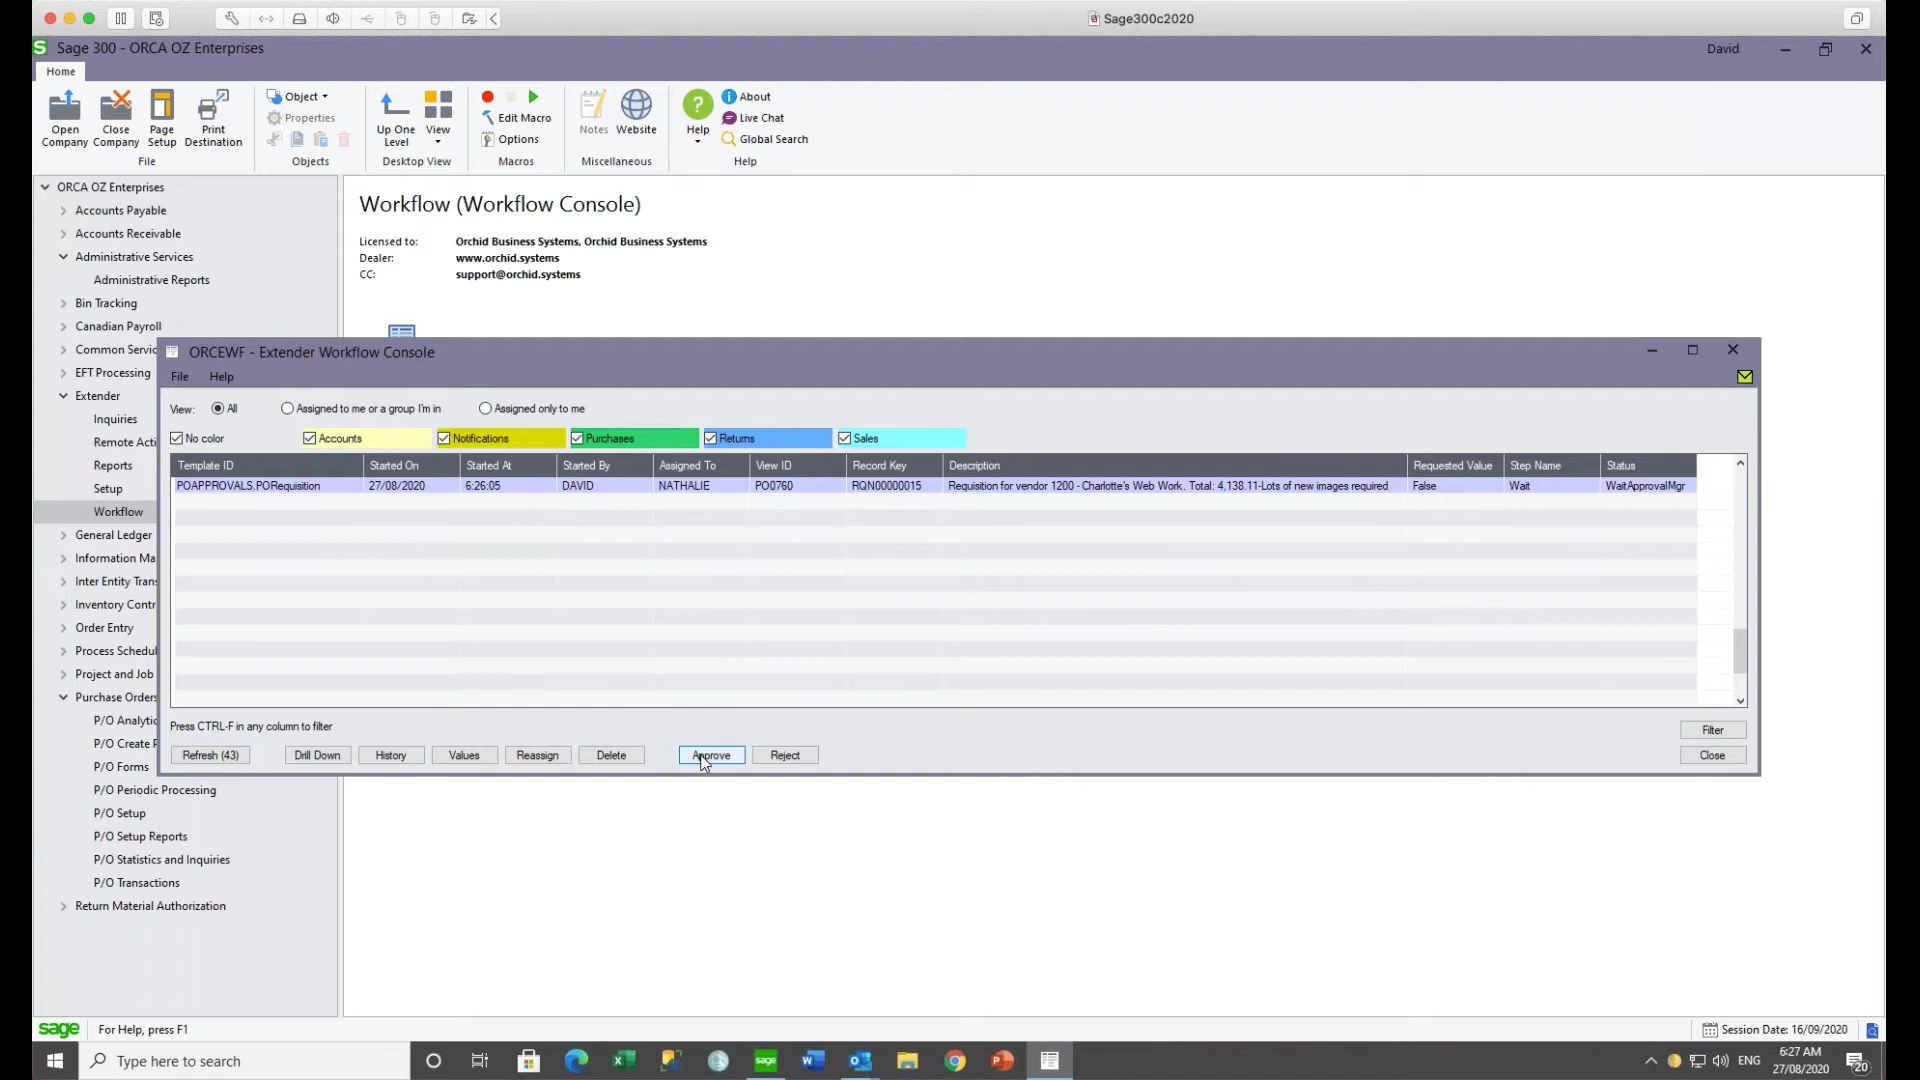 Sage300c2020
Sage 300 - ORCA OZ Enterprises
David
Home
Open Company
Close Company
Page Setup
Print Destination
File
Object
Properties
Objects
Up One Level
View
Desktop View
Edit Macro
Options
Macros
Notes
Website
Miscellaneous
Help
About
Live Chat
Global Search
Help
ORCA OZ Enterprises
Accounts Payable
Accounts Receivable
Administrative Services
Administrative Reports
Bin Tracking
Canadian Payroll
Common Servic
EFT Processing
Extender
Inquiries
Remote Acti
Reports
Setup
Workflow
General Ledger
Information Ma
Inter Entity Trans
Inventory Contr
Order Entry
Process Schedul
Project and Job
Purchase Orders
P/O Analytic
P/O Create P
P/O Forms
P/O Periodic Processing
P/O Setup
P/O Setup Reports
P/O Statistics and Inquiries
P/O Transactions
Return Material Authorization
Workflow (Workflow Console)
Licensed to: Orchid Business Systems, Orchid Business Systems
Dealer: www.orchid.systems
CC: support@orchid.systems
ORCEWF - Extender Workflow Console
File Help
View: All Assigned to me or a group I'm in Assigned only to me
No color Accounts Notifications Purchases Returns Sales
Template ID Started On Started At Started By Assigned To View ID Record Key Description Requested Value Step Name Status
POAPPROVALS.PORequisition 27/08/2020 6:26:05 DAVID NATHALIE PO0760 RQN00000015 Requisition for vendor 1200 - Charlotte's Web Work. Total: 4,138.11-Lots of new images required False Wait WaitApprovalMgr
Press CTRL-F in any column to filter
Filter
Refresh (43) Drill Down History Values Reassign Delete Approve Reject Close
sage For Help, press F1
Session Date: 16/09/2020
Type here to search
sage
ENG
6:27 AM
27/08/2020
20